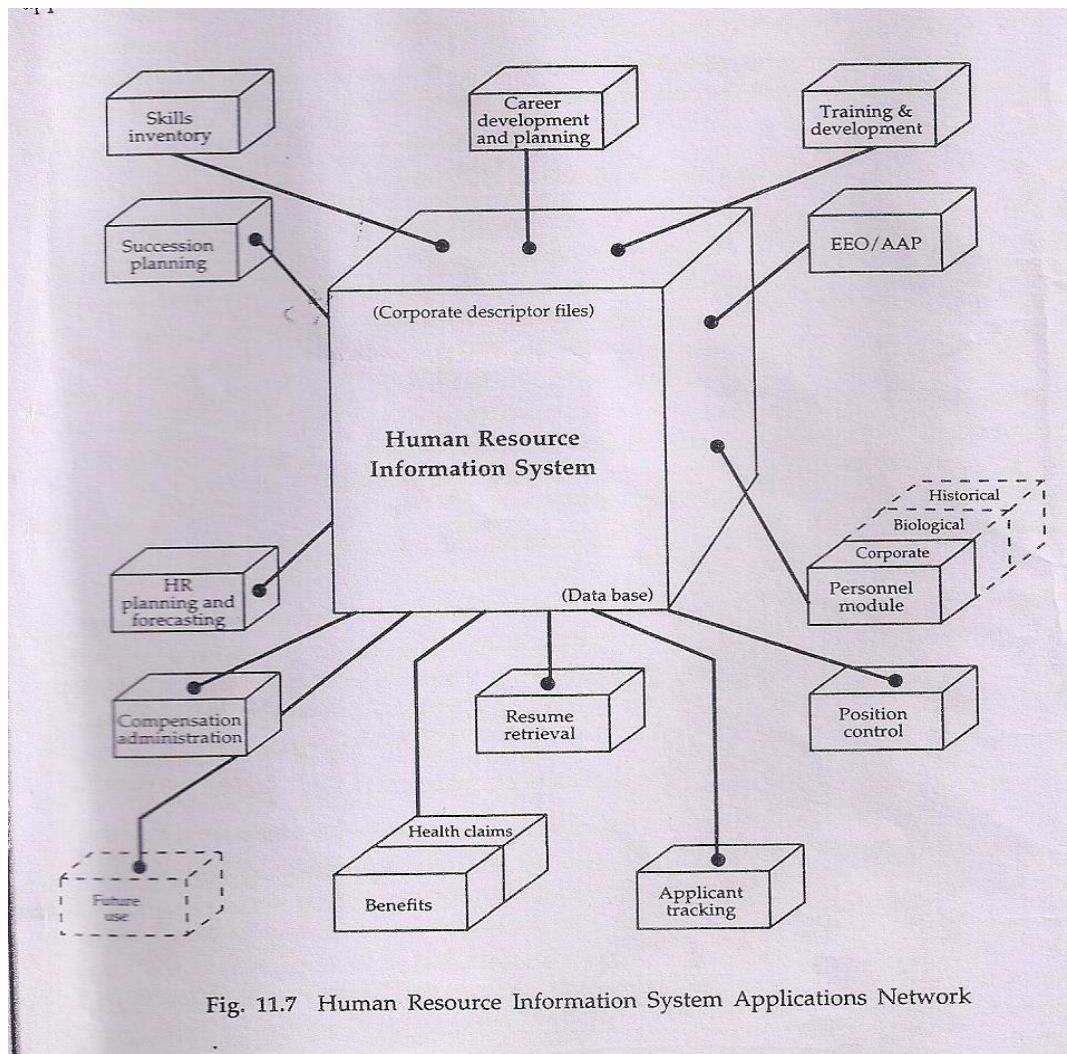 Skills
inventory
Career
development
and planning
Training &
development
Succession
planning
EEO/AAP
(Corporate descriptor files)
Human Resource
Information System
Historical
Biological
Corporate
Personnel
module
HR
planning and
forecasting
(Data base)
Compensation
administration
Resume
retrieval
Position
control
Health claims
Benefits
Applicant
tracking
Future
use
Fig. 11.7 Human Resource Information System Applications Network